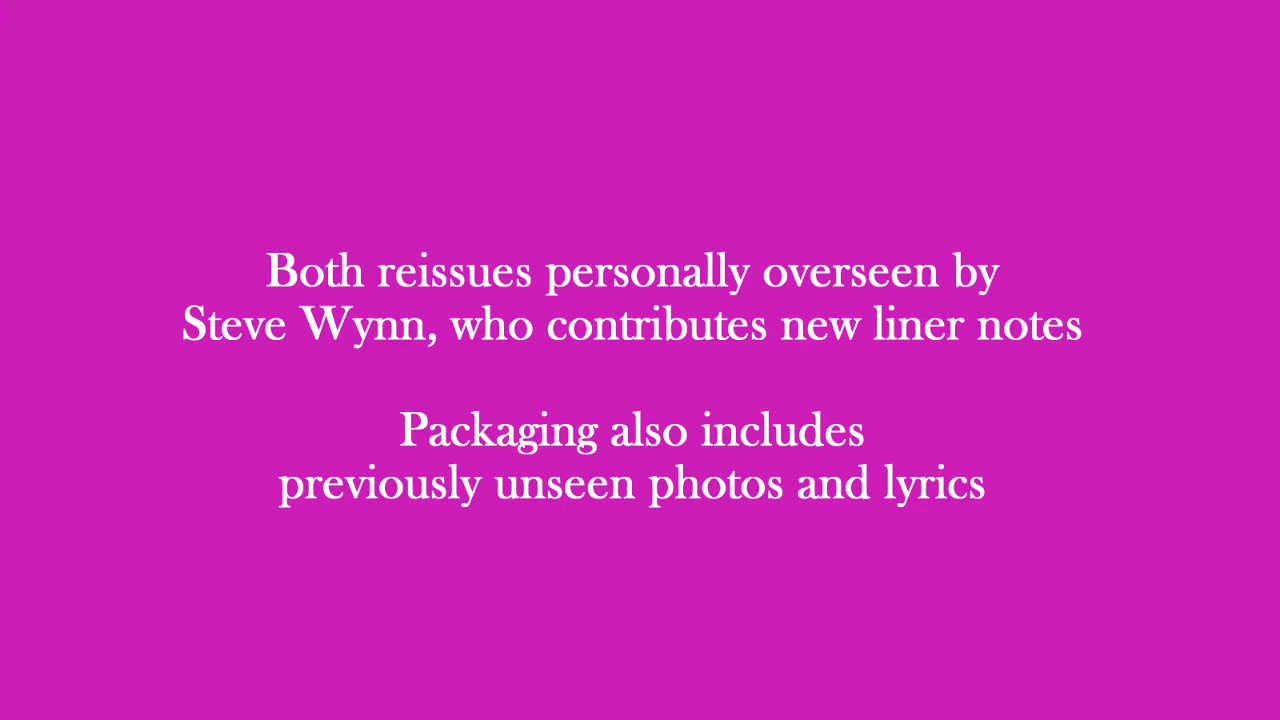 Both reissues personally overseen by
Steve Wynn, who contributes new liner notes
Packaging also includes
previously unseen photos and lyrics